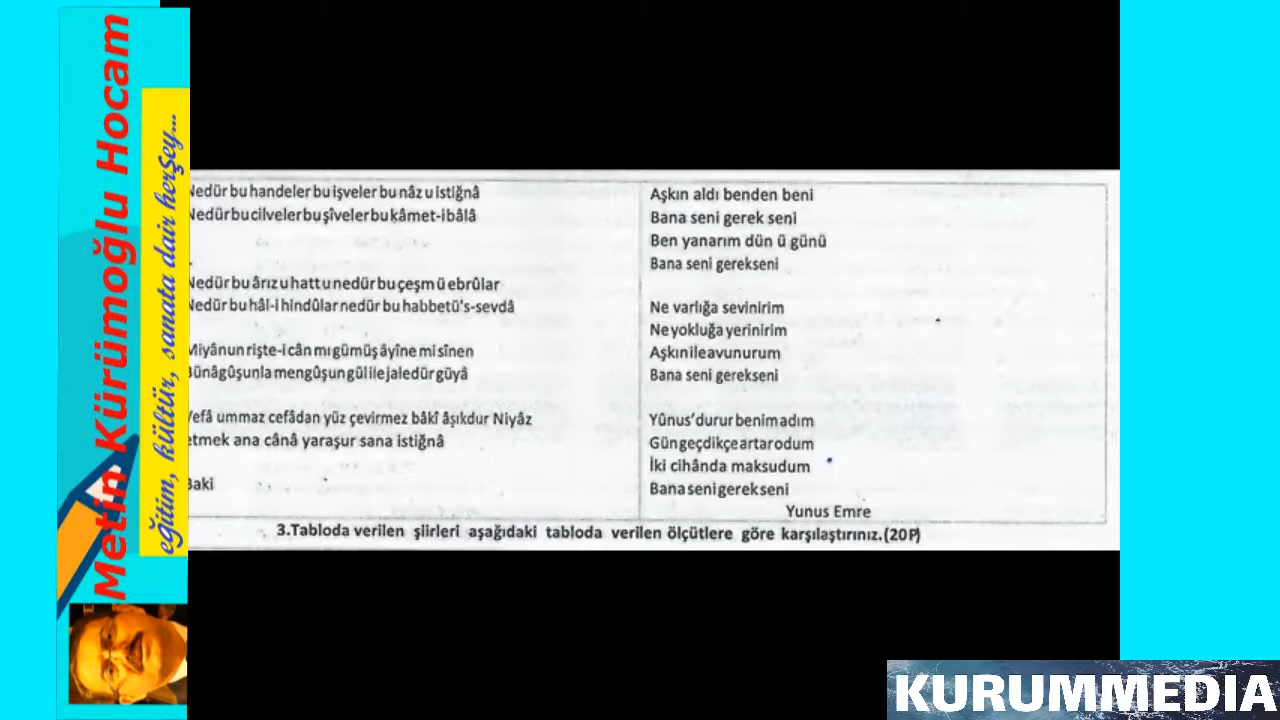 Metin Kürümoğlu Hocam
eğitim, kültür, sanata dair herşey...
Nedür bu handeler bu işveler bu nâz u istiğnâ
Nedür bu cilveler bu şîveler bu kâmet-i bâlâ
Nedür bu ârız u hatt u nedür bu çeşm ü ebrûlar
Nedür bu hâl-i hindûlar nedür bu habbetü's-sevdâ
Miyânun rişte-i cân mı gümüş âyîne mi sînen
Bünâgûşunla mengûşun gül ile jaledür gûyâ
Vefâ ummaz cefâdan yüz çevirmez bâkî âşıkdur Niyâz
etmek ana cânâ yaraşur sana istiğnâ
Baki
Aşkın aldı benden beni
Bana seni gerek seni
Ben yanarım dün ü günü
Bana seni gerekseni
Ne varlığa sevinirim
Ne yokluğa yerinirim
Aşkın ile avunurum
Bana seni gerekseni
Yûnus'durur benim adım
Gün geçdikçe artar odum
İki cihânda maksudum
Bana seni gerek seni
Yunus Emre
3.Tabloda verilen şiirleri aşağıdaki tabloda verilen ölçütlere göre karşılaştırınız.(20P)
KURUMMEDIA